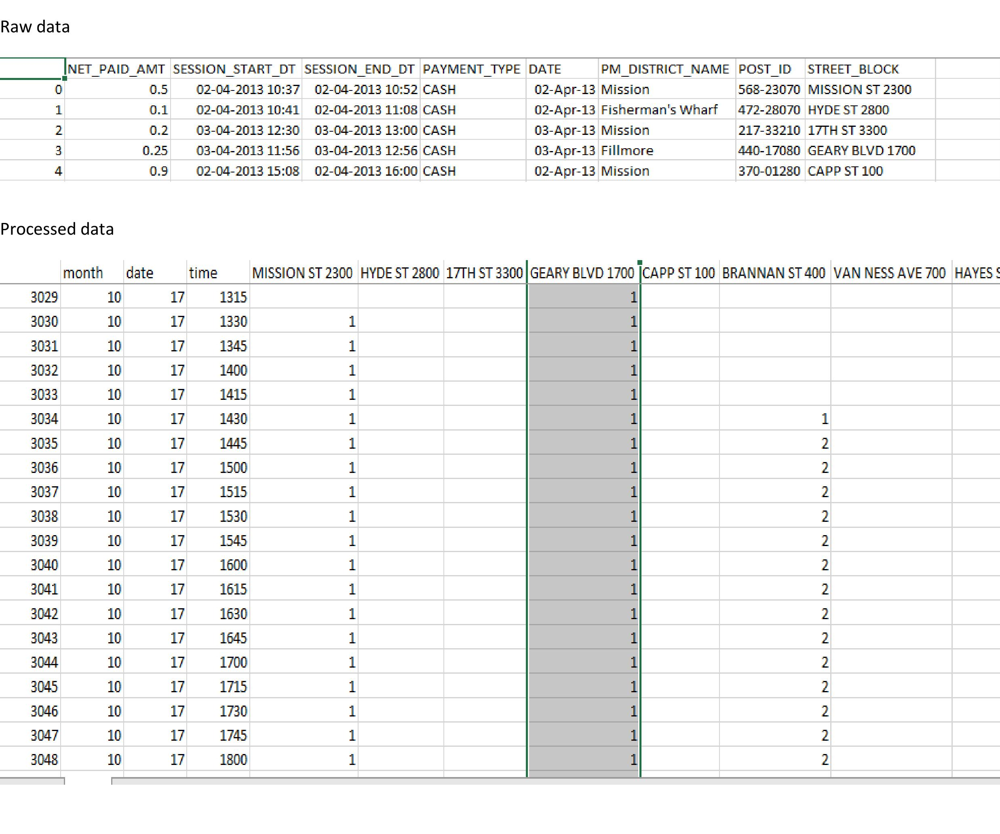 Raw data
NET_PAID_AMT SESSION_START_DT SESSION_END_DT PAYMENT_TYPE DATE PM_DISTRICT_NAME POST_ID STREET_BLOCK
0 0.5 02-04-2013 10:37 02-04-2013 10:52 CASH 02-Apr-13 Mission 568-23070 MISSION ST 2300
1 0.1 02-04-2013 10:41 02-04-2013 11:08 CASH 02-Apr-13 Fisherman's Wharf 472-28070 HYDE ST 2800
2 0.2 03-04-2013 12:30 03-04-2013 13:00 CASH 03-Apr-13 Mission 217-33210 17TH ST 3300
3 0.25 03-04-2013 11:56 03-04-2013 12:56 CASH 03-Apr-13 Fillmore 440-17080 GEARY BLVD 1700
4 0.9 02-04-2013 15:08 02-04-2013 16:00 CASH 02-Apr-13 Mission 370-01280 CAPP ST 100
Processed data
month date time MISSION ST 2300 HYDE ST 2800 17TH ST 3300 GEARY BLVD 1700 CAPP ST 100 BRANNAN ST 400 VAN NESS AVE 700 HAYES S
3029 10 17 1315 1
3030 10 17 1330 1 1
3031 10 17 1345 1 1
3032 10 17 1400 1 1
3033 10 17 1415 1 1
3034 10 17 1430 1 1 1
3035 10 17 1445 1 1 2
3036 10 17 1500 1 1 2
3037 10 17 1515 1 1 2
3038 10 17 1530 1 1 2
3039 10 17 1545 1 1 2
3040 10 17 1600 1 1 2
3041 10 17 1615 1 1 2
3042 10 17 1630 1 1 2
3043 10 17 1645 1 1 2
3044 10 17 1700 1 1 2
3045 10 17 1715 1 1 2
3046 10 17 1730 1 1 2
3047 10 17 1745 1 1 2
3048 10 17 1800 1 1 2